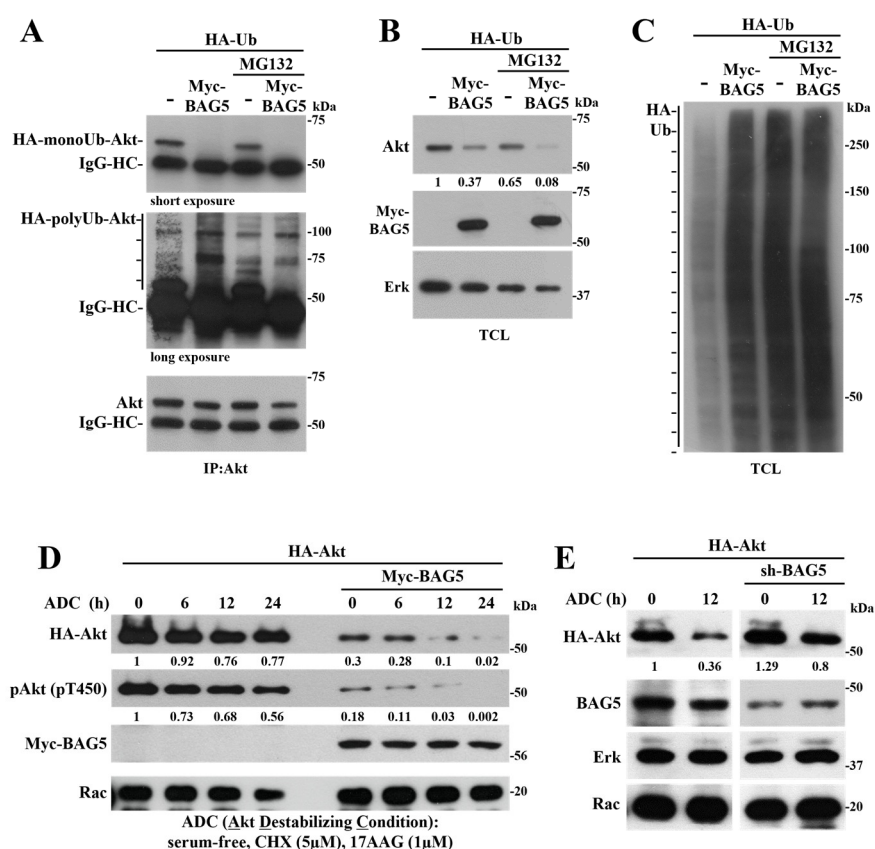 A
HA-Ub
MG132
- Myc-BAG5 - Myc-BAG5
kDa
-75
HA-monoUb-Akt-
IgG-HC-
-50
short exposure
HA-polyUb-Akt
-100
-75
-50
IgG-HC-
long exposure
-75
Akt
IgG-HC-
-50
IP:Akt
B
HA-Ub
MG132
- Myc-BAG5 - Myc-BAG5
kDa
-75
Akt
-50
1 0.37 0.65 0.08
-75
Myc-
BAG5
-50
Erk
-37
TCL
C
HA-Ub
MG132
- Myc-BAG5 - Myc-BAG5
HA-
Ub-
kDa
-250
-150
-100
-75
-50
TCL
D
HA-Akt
Myc-BAG5
ADC (h) 0 6 12 24 0 6 12 24 kDa
HA-Akt
-50
1 0.92 0.76 0.77 0.3 0.28 0.1 0.02
pAkt (pT450)
-50
1 0.73 0.68 0.56 0.18 0.11 0.03 0.002
Myc-BAG5
-56
Rac
-20
ADC (Akt Destabilizing Condition):
serum-free, CHX (5μM), 17AAG (1μM)
E
HA-Akt
sh-BAG5
ADC (h) 0 12 0 12 kDa
HA-Akt
-50
1 0.36 1.29 0.8
-50
BAG5
Erk
-37
Rac
-20